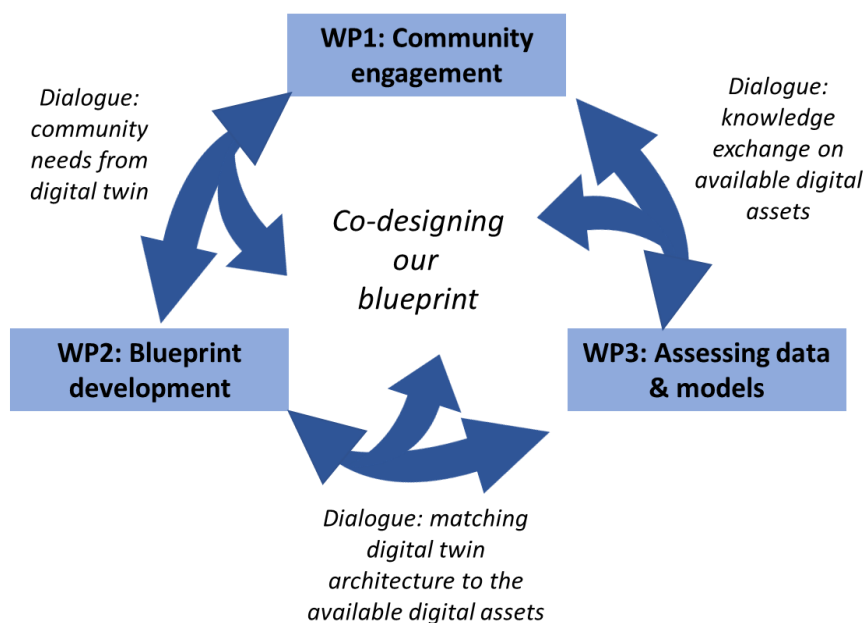 WP1: Community
engagement
Dialogue:
community
needs from
digital twin
Dialogue:
knowledge
exchange on
available digital
assets
Co-designing
our
blueprint
WP2: Blueprint
development
WP3: Assessing data
& models
Dialogue: matching
digital twin
architecture to the
available digital assets